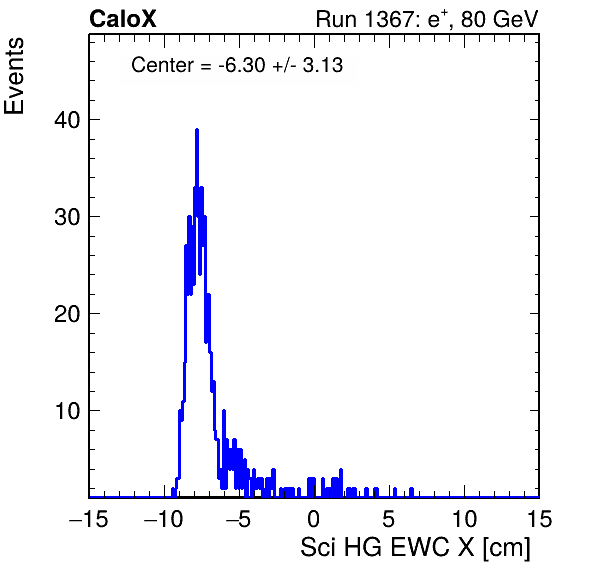 CaloX Run 1367: e⁺, 80 GeV
Center = -6.30 +/- 3.13
Events
40
30
20
10
−15 −10 −5 0 5 10 15
Sci HG EWC X [cm]